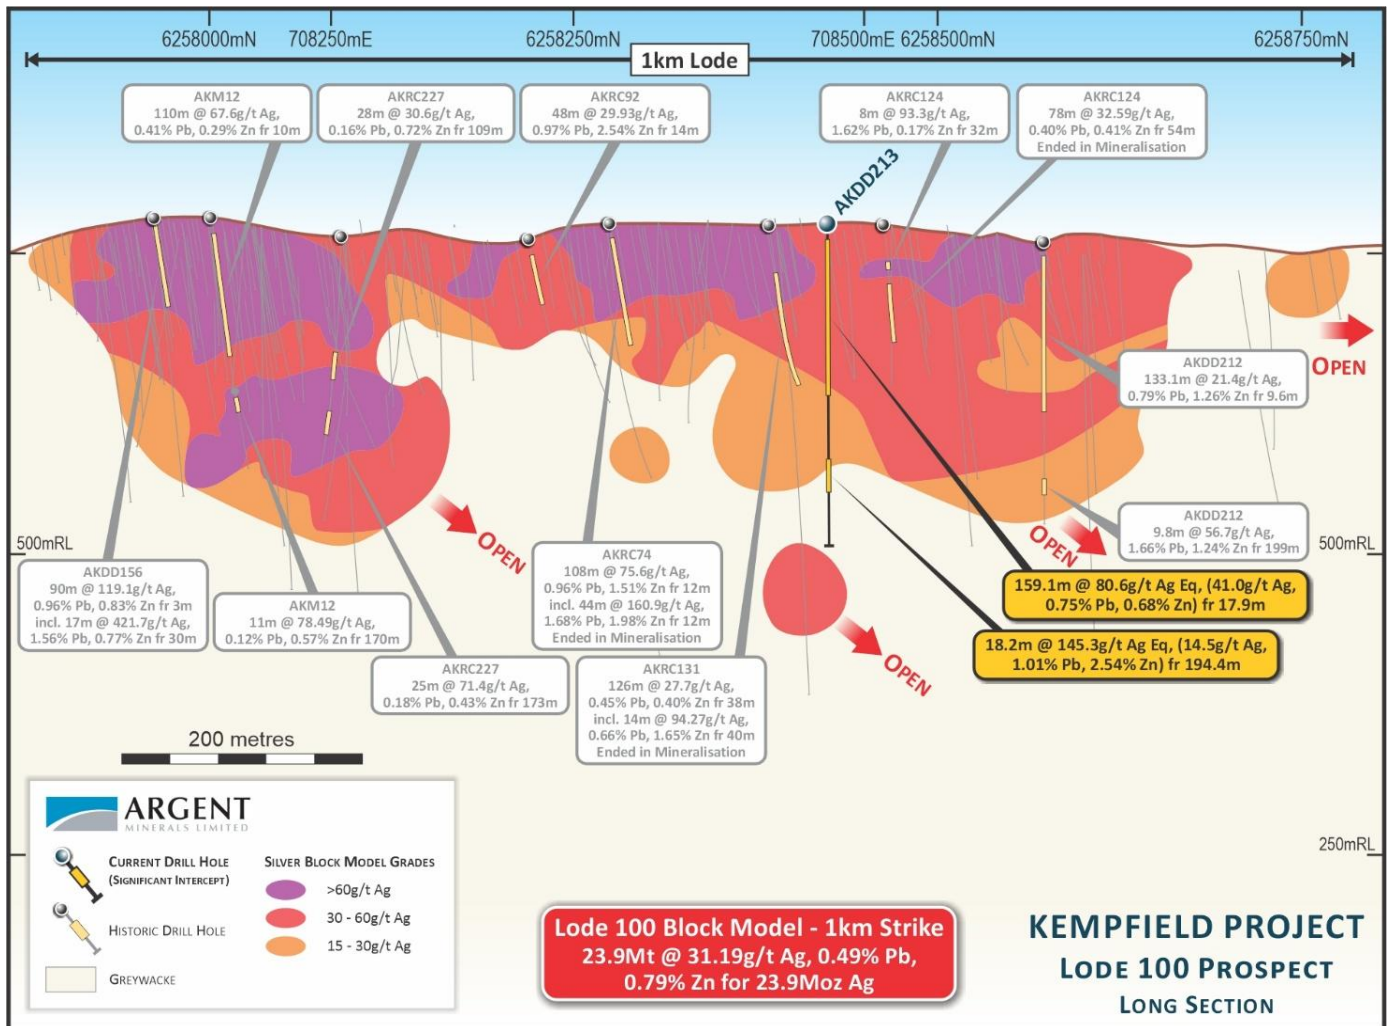 6258000mN 708250mE 6258250mN 708500mE 6258500mN 6258750mN
1km Lode
AKM12
110m @ 67.6g/t Ag,
0.41% Pb, 0.29% Zn fr 10m
AKRC227
28m @ 30.6g/t Ag,
0.16% Pb, 0.72% Zn fr 109m
AKRC92
48m @ 29.93g/t Ag,
0.97% Pb, 2.54% Zn fr 14m
AKRC124
8m @ 93.3g/t Ag,
1.62% Pb, 0.17% Zn fr 32m
AKRC124
78m @ 32.59g/t Ag,
0.40% Pb, 0.41% Zn fr 54m
Ended in Mineralisation
AKDD213
OPEN
AKDD212
133.1m @ 21.4g/t Ag,
0.79% Pb, 1.26% Zn fr 9.6m
AKDD212
9.8m @ 56.7g/t Ag,
1.66% Pb, 1.24% Zn fr 199m
500mRL
500mRL
OPEN
OPEN
OPEN
159.1m @ 80.6g/t Ag Eq, (41.0g/t Ag,
0.75% Pb, 0.68% Zn) fr 17.9m
18.2m @ 145.3g/t Ag Eq, (14.5g/t Ag,
1.01% Pb, 2.54% Zn) fr 194.4m
AKDD156
90m @ 119.1g/t Ag,
0.96% Pb, 0.83% Zn fr 3m
incl. 17m @ 421.7g/t Ag,
1.56% Pb, 0.77% Zn fr 30m
AKM12
11m @ 78.49g/t Ag,
0.12% Pb, 0.57% Zn fr 170m
AKRC227
25m @ 71.4g/t Ag,
0.18% Pb, 0.43% Zn fr 173m
AKRC74
108m @ 75.6g/t Ag,
0.96% Pb, 1.51% Zn fr 12m
incl. 44m @ 160.9g/t Ag,
1.68% Pb, 1.98% Zn fr 12m
Ended in Mineralisation
AKRC131
126m @ 27.7g/t Ag,
0.45% Pb, 0.40% Zn fr 38m
incl. 14m @ 94.27g/t Ag,
0.66% Pb, 1.65% Zn fr 40m
Ended in Mineralisation
200 metres
250mRL
ARGENT
MINERALS LIMITED
CURRENT DRILL HOLE
(SIGNIFICANT INTERCEPT)
HISTORIC DRILL HOLE
GREYWACKE
SILVER BLOCK MODEL GRADES
>60g/t Ag
30 - 60g/t Ag
15 - 30g/t Ag
Lode 100 Block Model - 1km Strike
23.9Mt @ 31.19g/t Ag, 0.49% Pb,
0.79% Zn for 23.9Moz Ag
KEMPFIELD PROJECT
LODE 100 PROSPECT
LONG SECTION